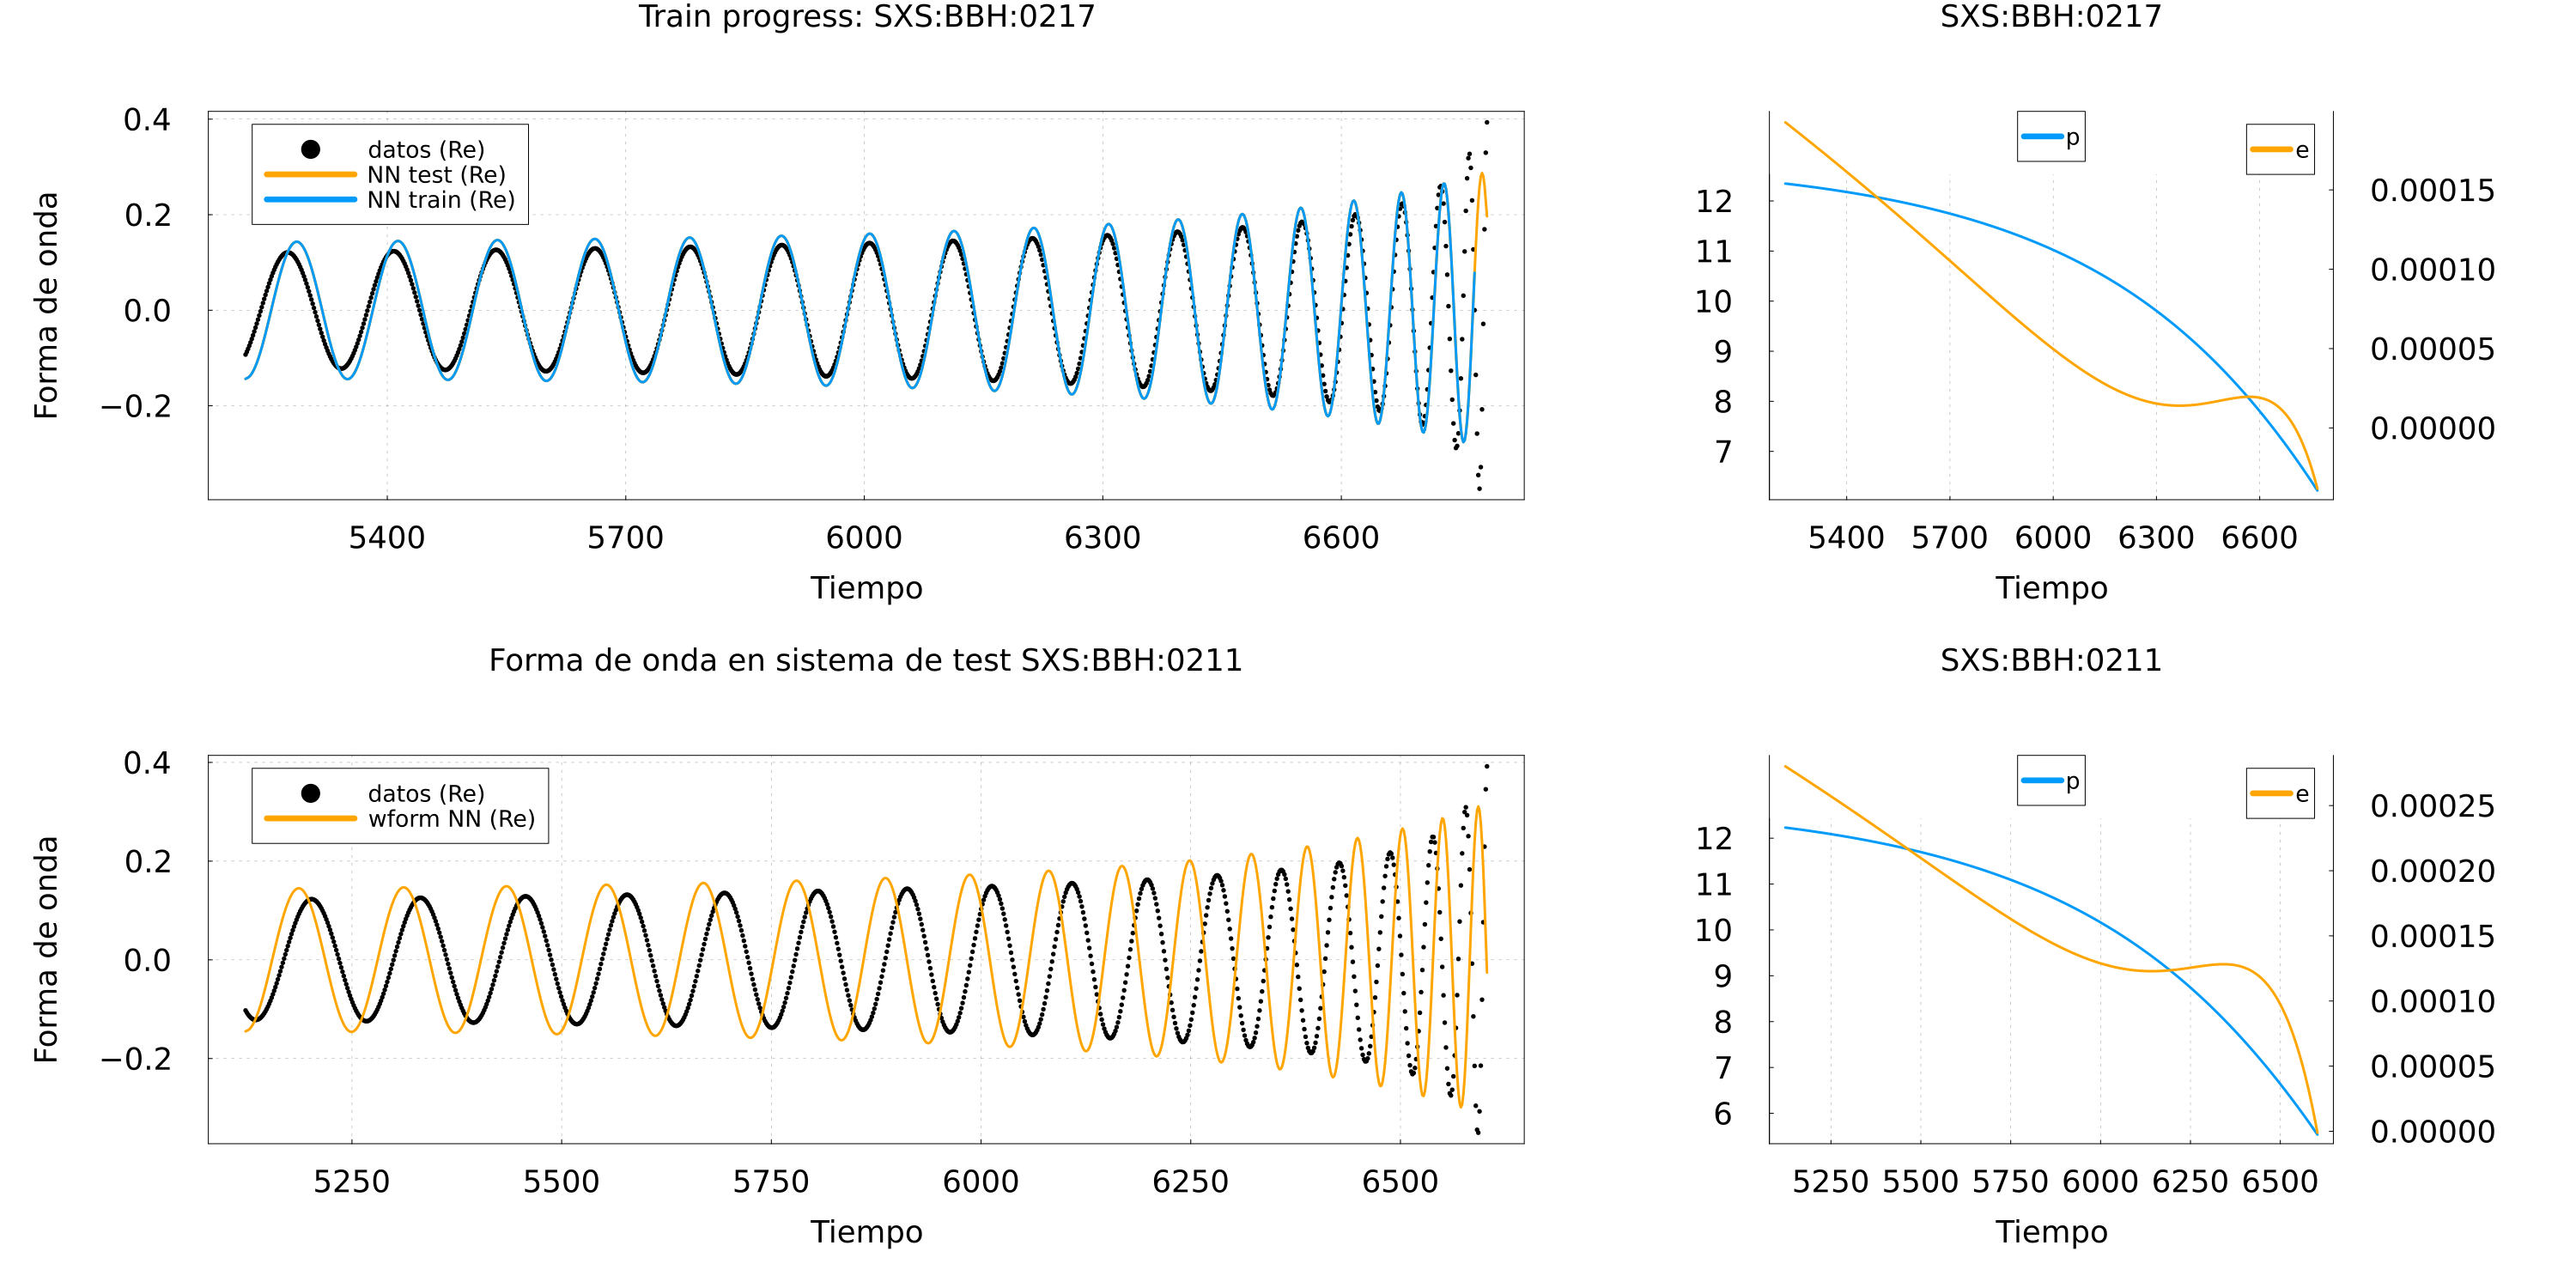 Train progress: SXS:BBH:0217
Forma de onda
0.4
0.2
0.0
−0.2
datos (Re)
NN test (Re)
NN train (Re)
5400 5700 6000 6300 6600
Tiempo
SXS:BBH:0217
12
11
10
9
8
7
p
e
0.00015
0.00010
0.00005
0.00000
5400 5700 6000 6300 6600
Tiempo
Forma de onda en sistema de test SXS:BBH:0211
Forma de onda
0.4
0.2
0.0
−0.2
datos (Re)
wform NN (Re)
5250 5500 5750 6000 6250 6500
Tiempo
SXS:BBH:0211
12
11
10
9
8
7
6
p
e
0.00025
0.00020
0.00015
0.00010
0.00005
0.00000
5250 5500 5750 6000 6250 6500
Tiempo